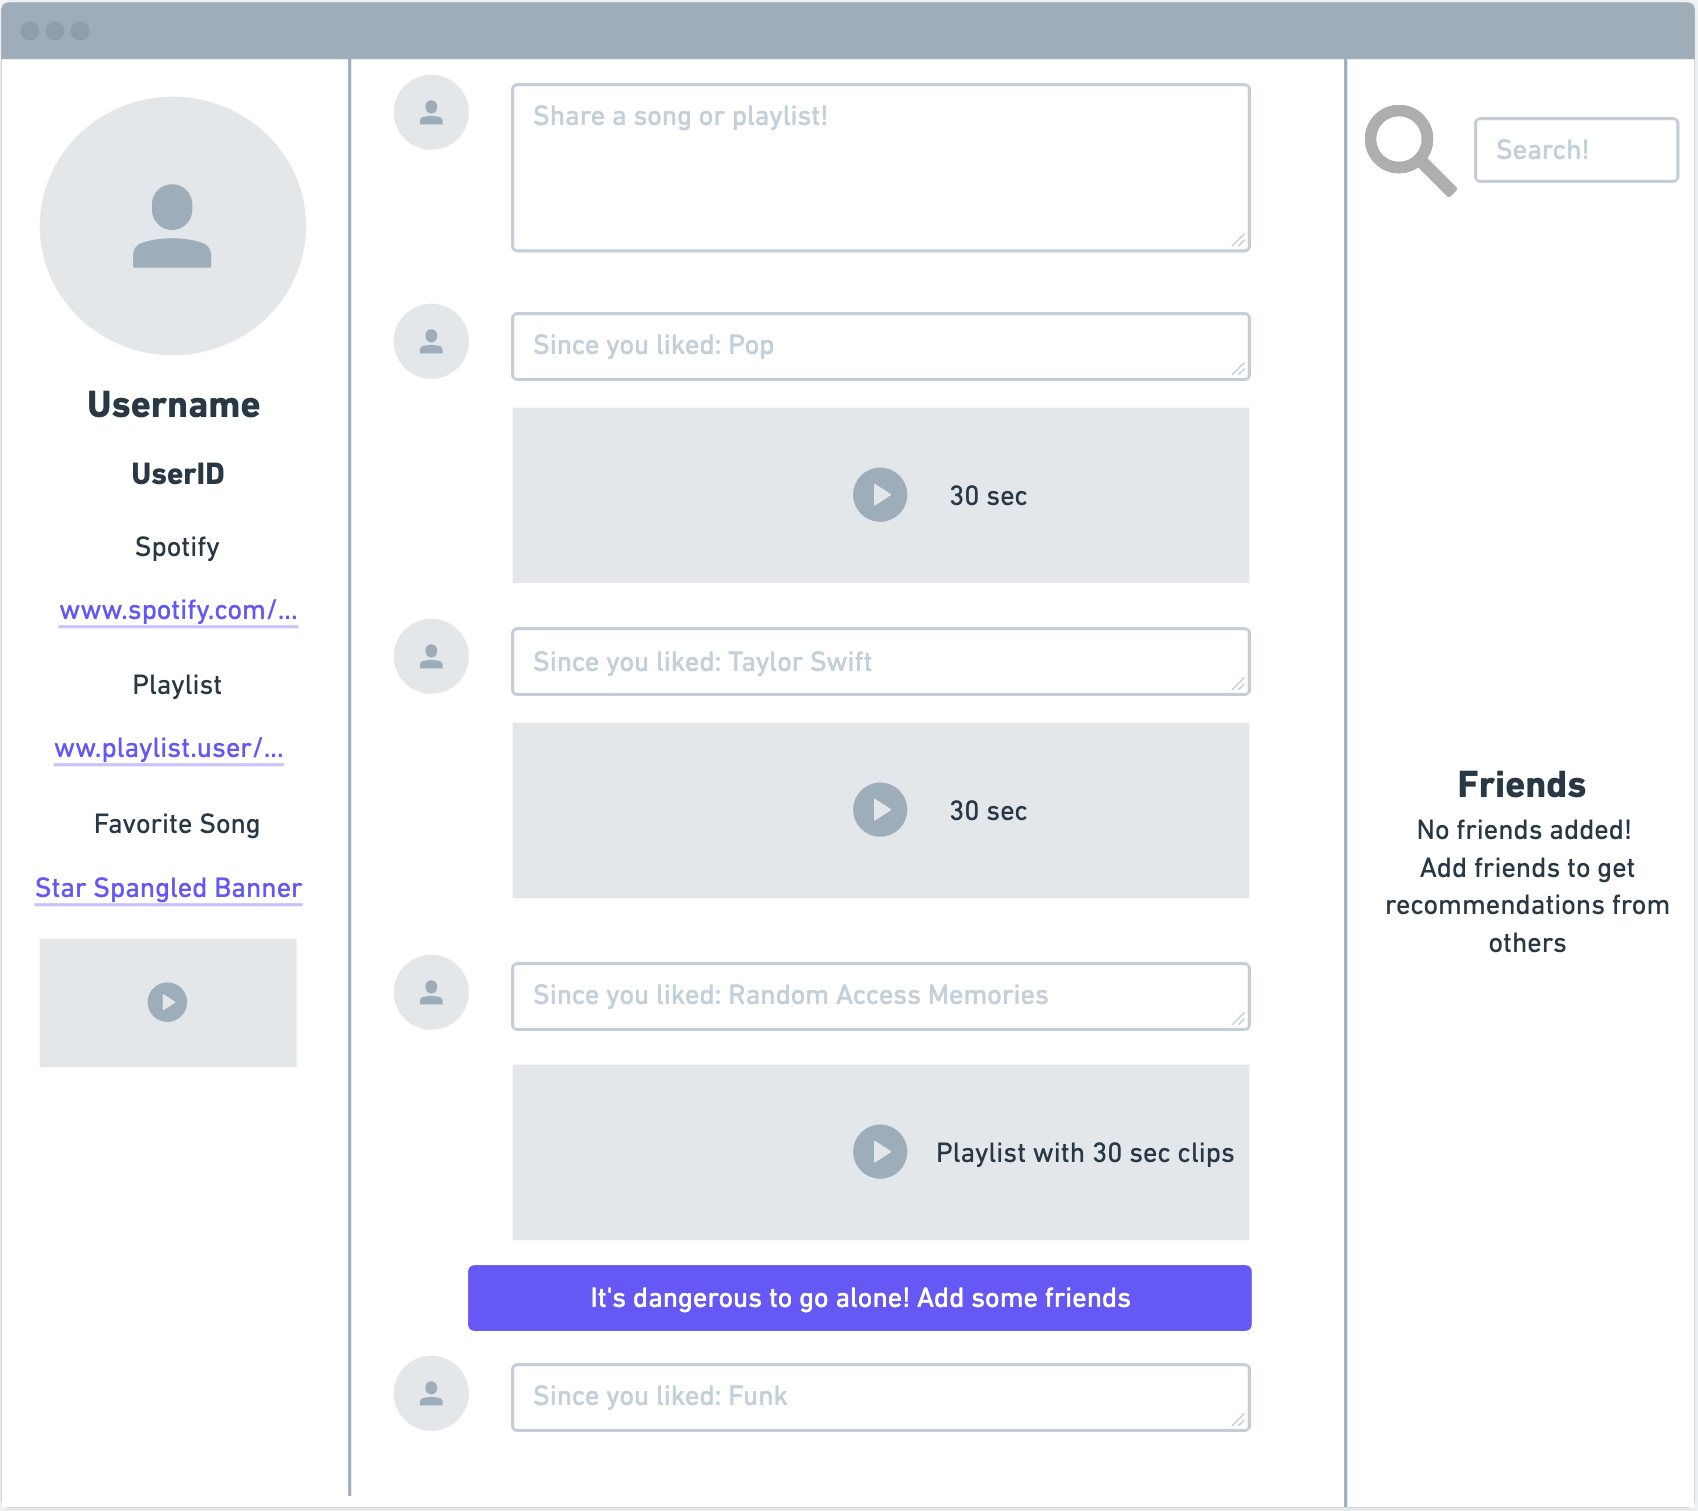 Username
UserID
Spotify
www.spotify.com/...
Playlist
ww.playlist.user/...
Favorite Song
Star Spangled Banner
Share a song or playlist!
Since you liked: Pop
30 sec
Since you liked: Taylor Swift
30 sec
Since you liked: Random Access Memories
Playlist with 30 sec clips
It's dangerous to go alone! Add some friends
Since you liked: Funk
Search!
Friends
No friends added!
Add friends to get
recommendations from
others